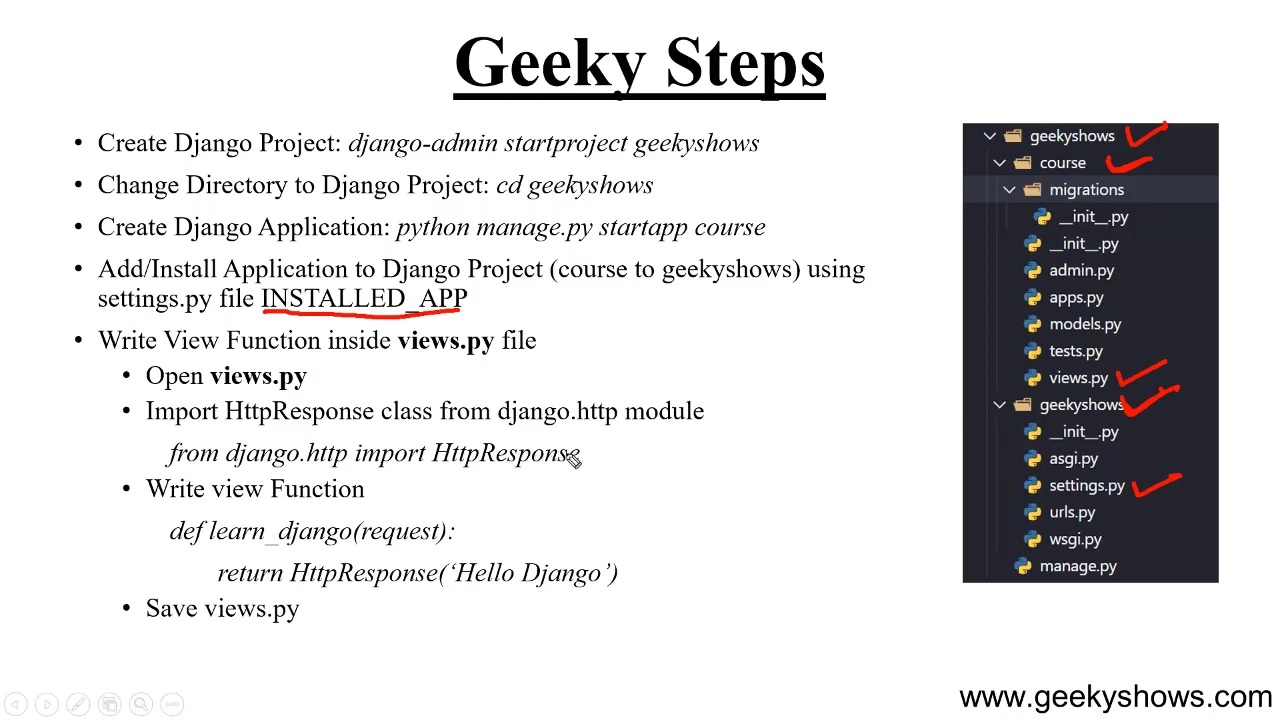 Geeky Steps
• Create Django Project: django-admin startproject geekyshows
• Change Directory to Django Project: cd geekyshows
• Create Django Application: python manage.py startapp course
• Add/Install Application to Django Project (course to geekyshows) using
settings.py file INSTALLED_APP
• Write View Function inside views.py file
• Open views.py
• Import HttpResponse class from django.http module
from django.http import HttpResponse
• Write view Function
def learn_django(request):
return HttpResponse(‘Hello Django’)
• Save views.py
geekyshows
course
migrations
__init__.py
__init__.py
admin.py
apps.py
models.py
tests.py
views.py
geekyshows
__init__.py
asgi.py
settings.py
urls.py
wsgi.py
manage.py
www.geekyshows.com